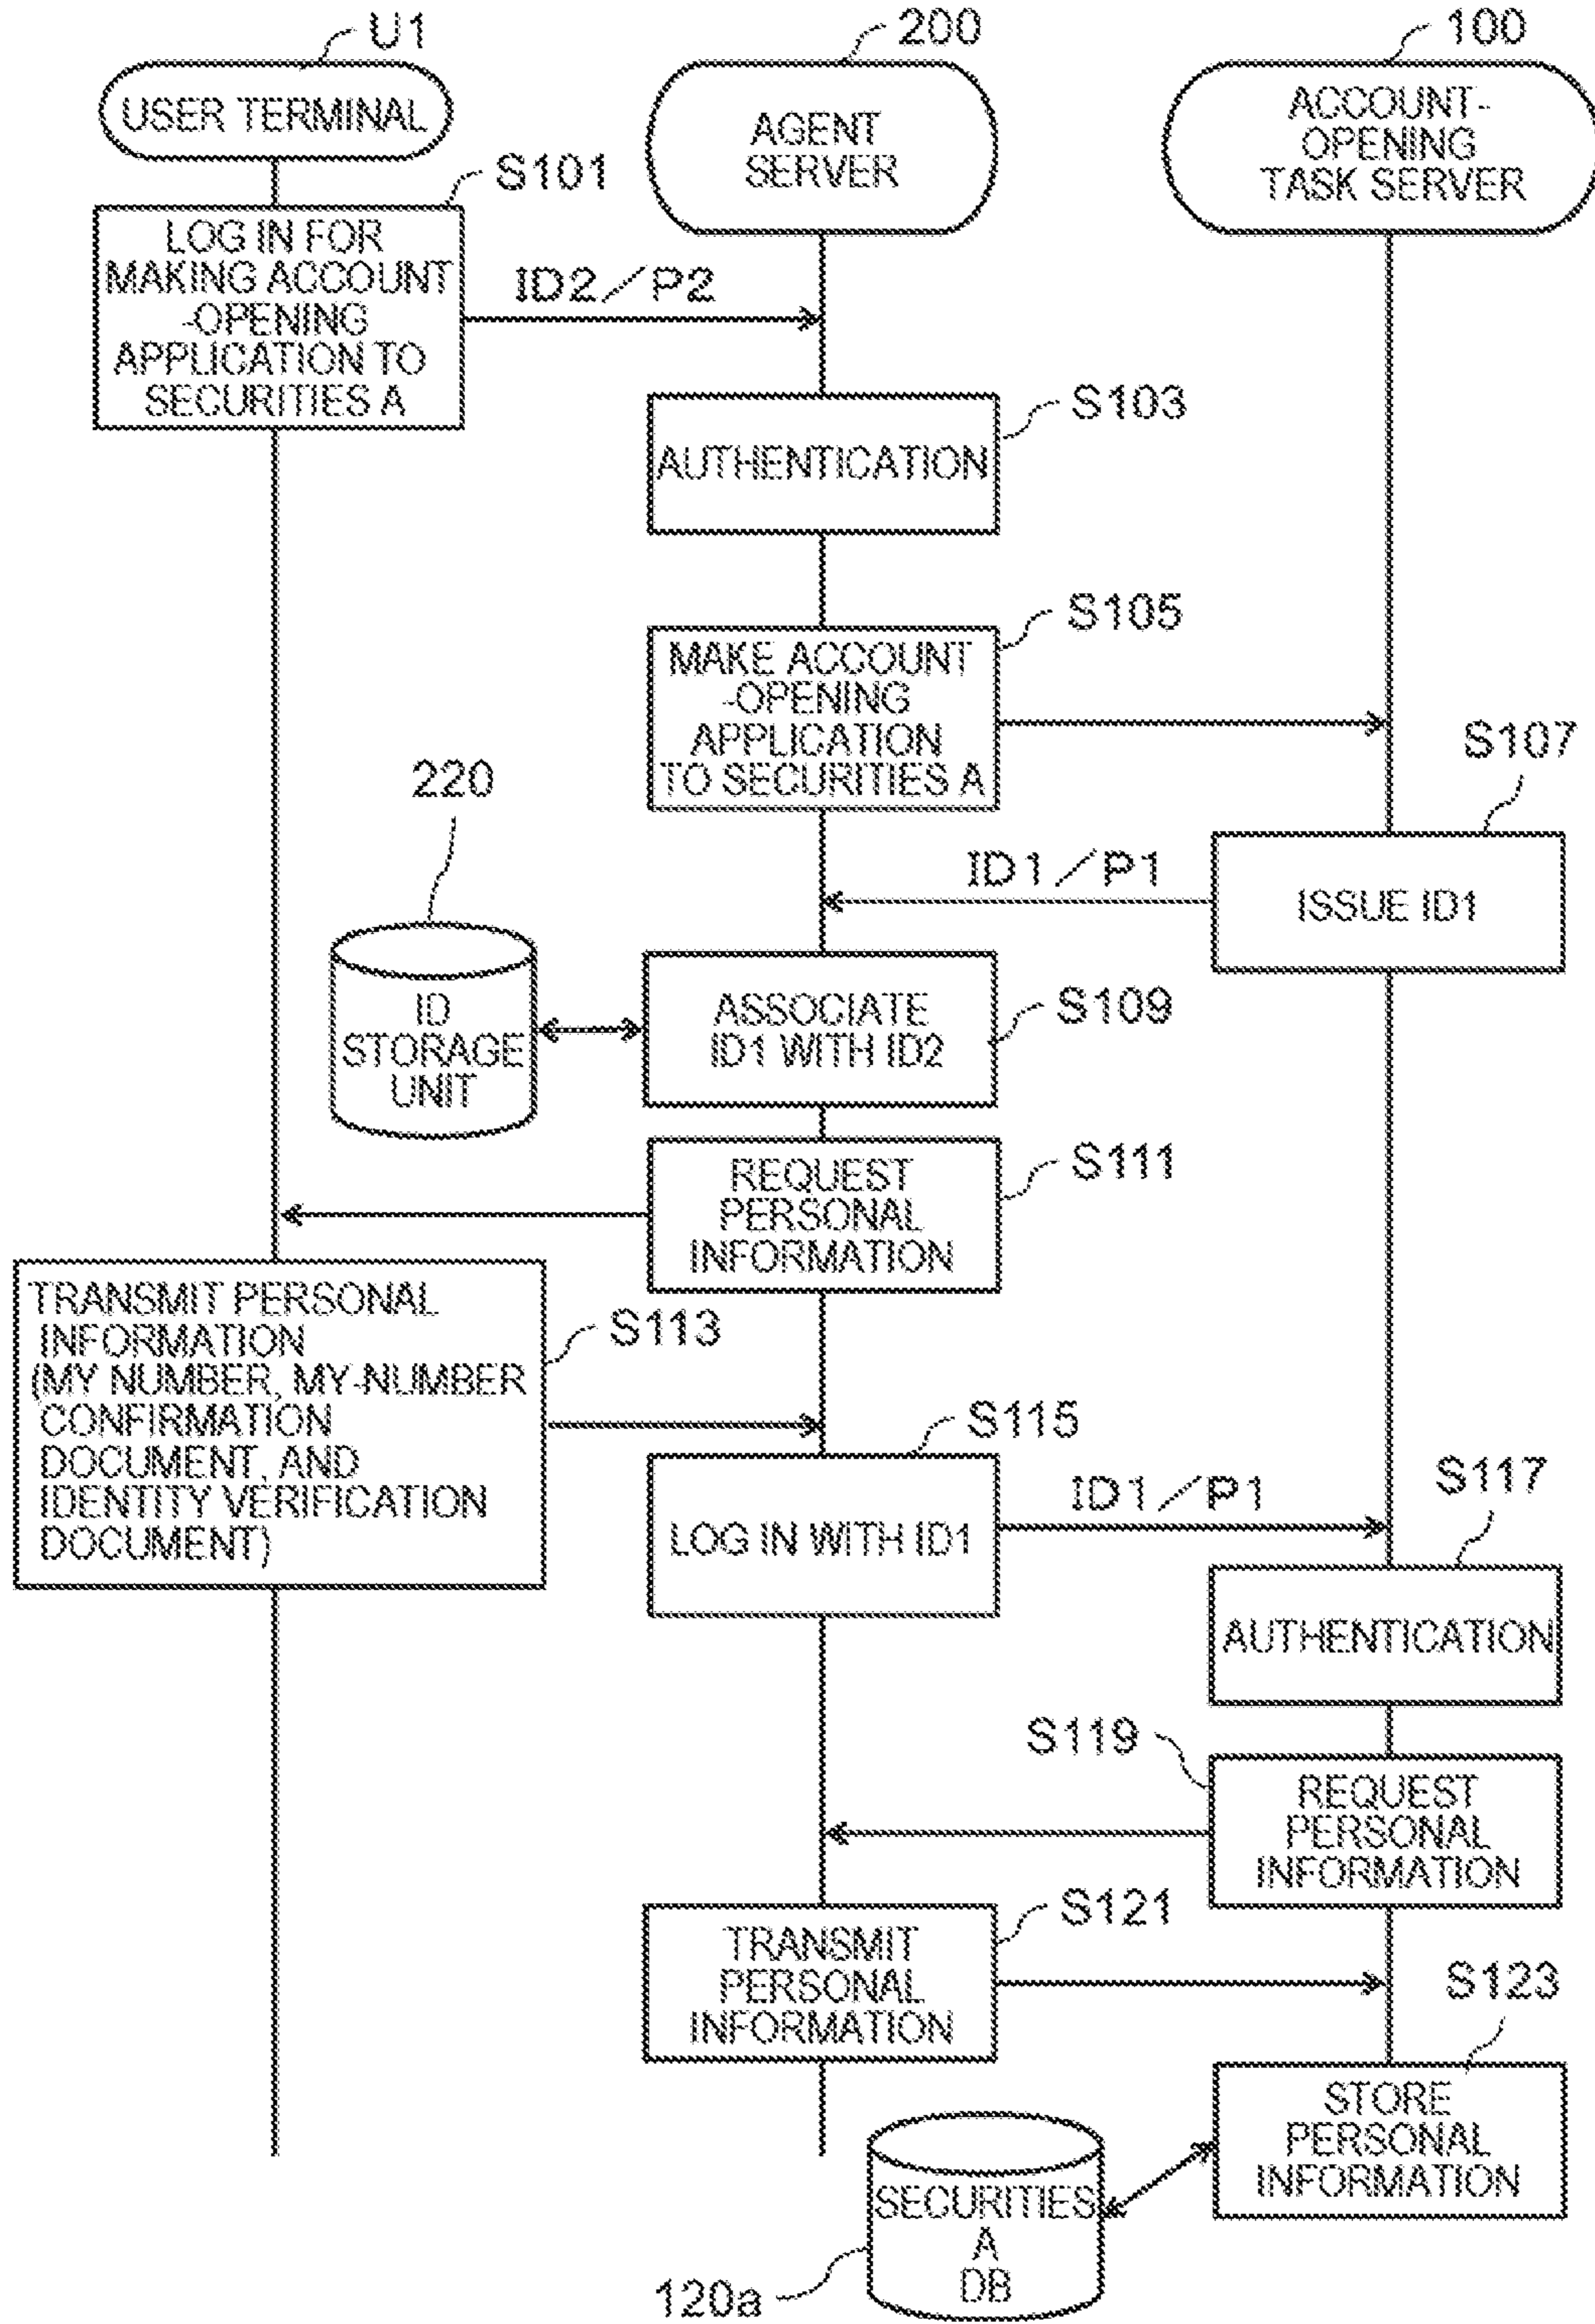 U1
200
100
USER TERMINAL
AGENT
SERVER
ACCOUNT-
OPENING
TASK SERVER
S101
LOG IN FOR
MAKING ACCOUNT
-OPENING
APPLICATION TO
SECURITIES A
ID2/P2
S103
AUTHENTICATION
S105
MAKE ACCOUNT
-OPENING
APPLICATION
TO SECURITIES A
S107
220
ID1/P1
ISSUE ID1
ID
STORAGE
UNIT
ASSOCIATE
ID1 WITH ID2
S109
REQUEST
PERSONAL
INFORMATION
S111
TRANSMIT PERSONAL
INFORMATION
(MY NUMBER, MY-NUMBER
CONFIRMATION
DOCUMENT, AND
IDENTITY VERIFICATION
DOCUMENT)
S113
S115
LOG IN WITH ID1
ID1/P1
S117
AUTHENTICATION
S119
REQUEST
PERSONAL
INFORMATION
S121
TRANSMIT
PERSONAL
INFORMATION
S123
STORE
PERSONAL
INFORMATION
SECURITIES
A
DB
120a